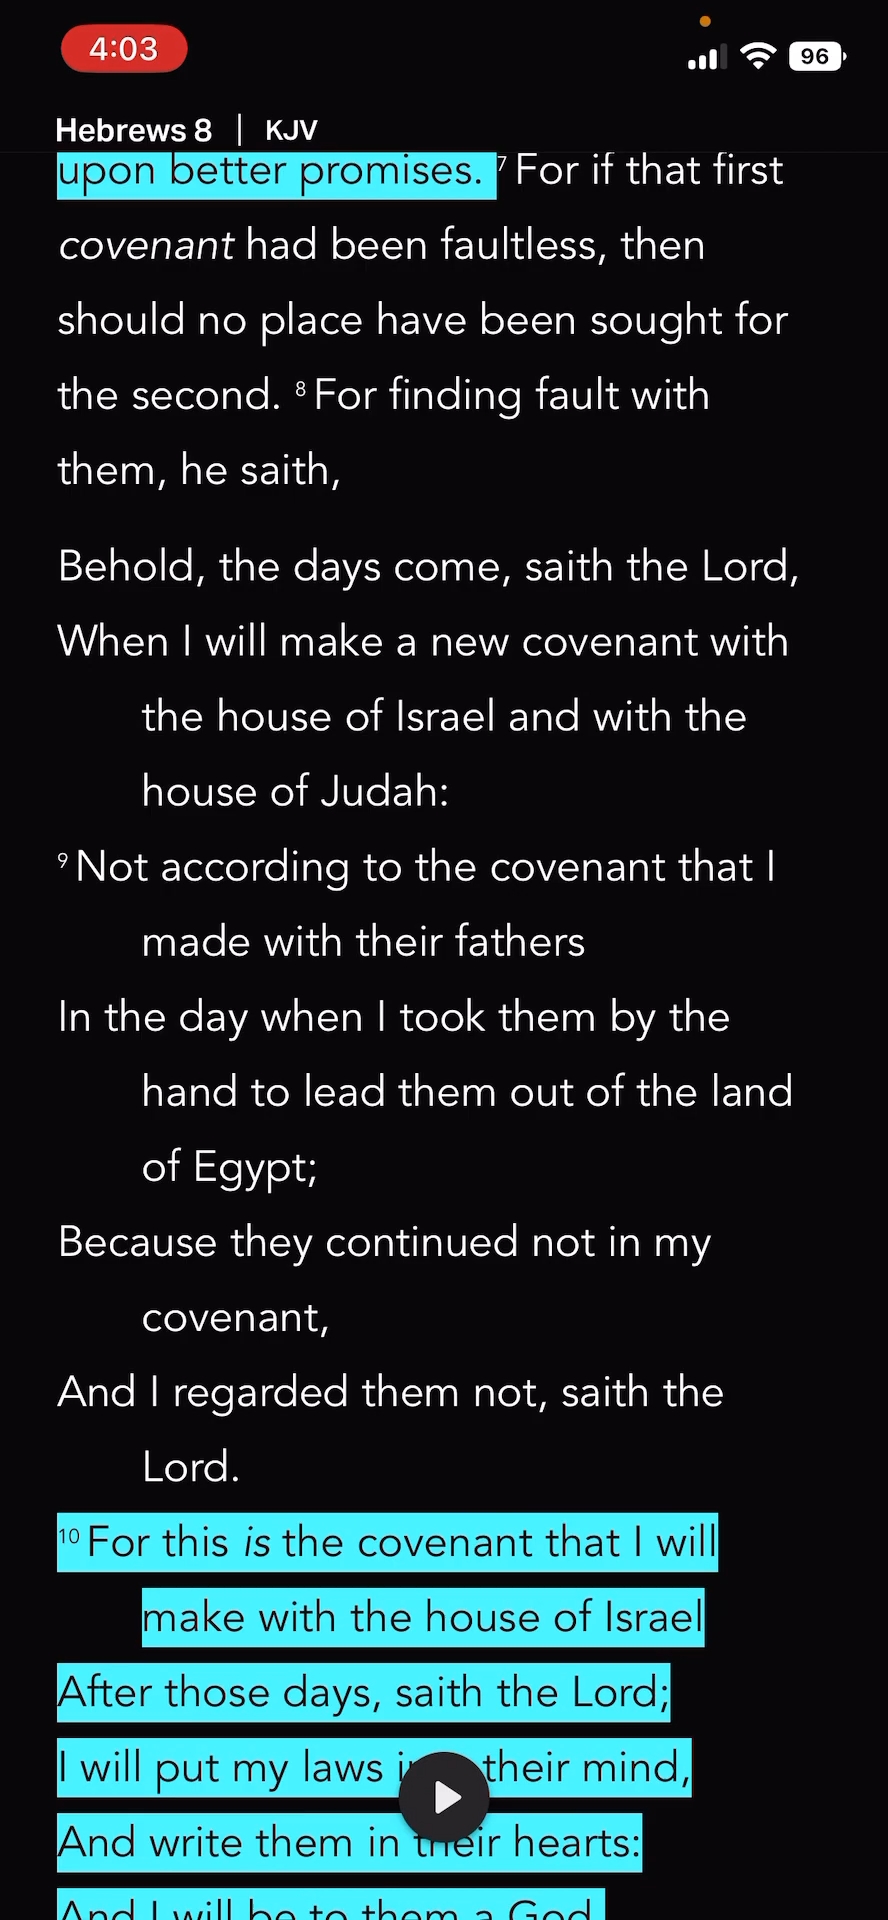 4:03
96
Hebrews 8 | KJV
upon better promises. 7 For if that first
covenant had been faultless, then
should no place have been sought for
the second. 8 For finding fault with
them, he saith,
Behold, the days come, saith the Lord,
When I will make a new covenant with
the house of Israel and with the
house of Judah:
9 Not according to the covenant that I
made with their fathers
In the day when I took them by the
hand to lead them out of the land
of Egypt;
Because they continued not in my
covenant,
And I regarded them not, saith the
Lord.
10 For this is the covenant that I will
make with the house of Israel
After those days, saith the Lord;
I will put my laws their mind,
And write them in their hearts:
And I will be to them a God,